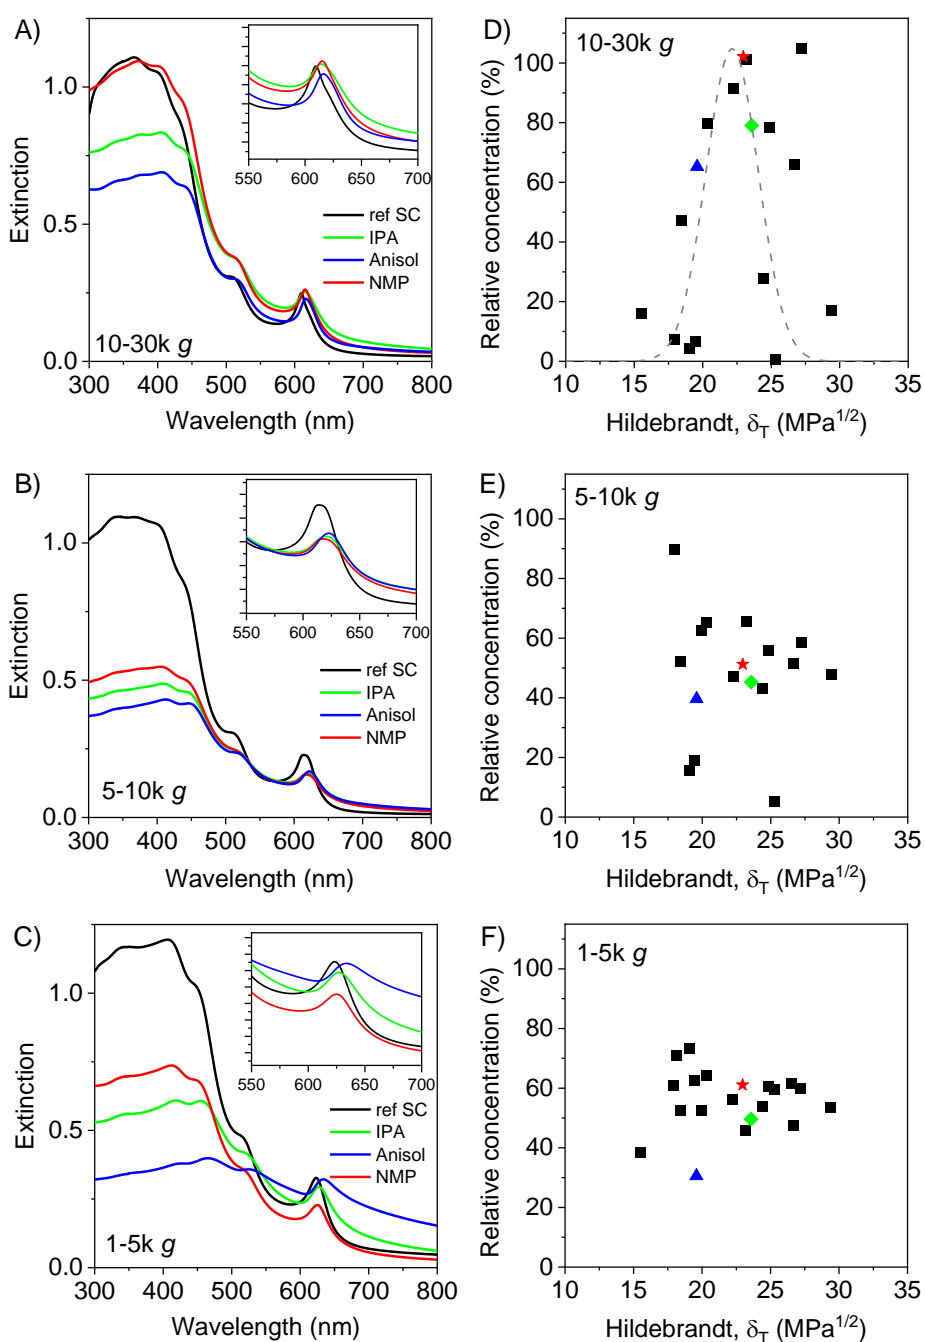 A)
1.0
0.5
0.0
Extinction
300 400 500 600 700 800
Wavelength (nm)
10-30k g
ref SC
IPA
Anisol
NMP
550 600 650 700
D)
10-30k g
Relative concentration (%)
100
80
60
40
20
0
10 15 20 25 30 35
Hildebrandt, δT (MPa1/2)
B)
1.0
0.5
0.0
Extinction
300 400 500 600 700 800
Wavelength (nm)
5-10k g
ref SC
IPA
Anisol
NMP
550 600 650 700
E)
5-10k g
Relative concentration (%)
100
80
60
40
20
0
10 15 20 25 30 35
Hildebrandt, δT (MPa1/2)
C)
1.0
0.5
0.0
Extinction
300 400 500 600 700 800
Wavelength (nm)
1-5k g
ref SC
IPA
Anisol
NMP
550 600 650 700
F)
1-5k g
Relative concentration (%)
100
80
60
40
20
0
10 15 20 25 30 35
Hildebrandt, δT (MPa1/2)